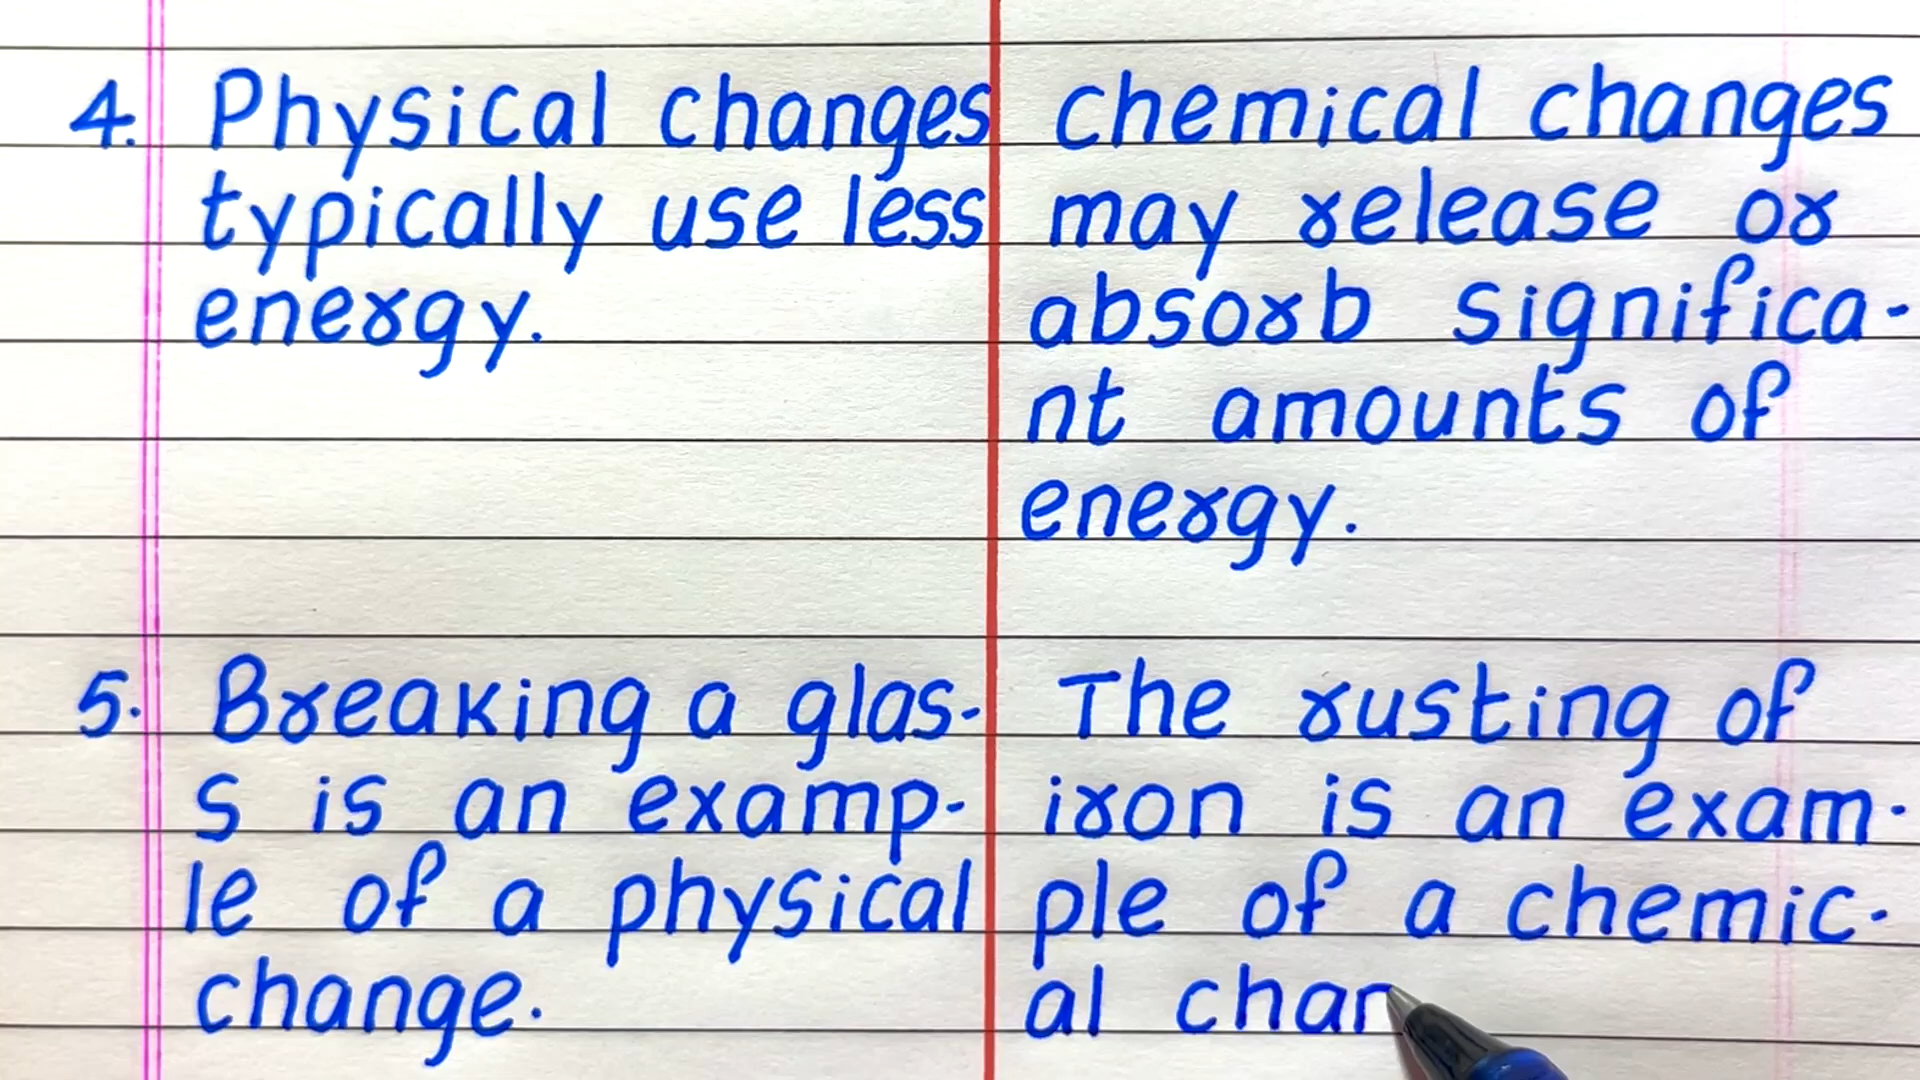 4. Physical changes
typically use less
energy.
chemical changes
may release or
absorb significa-
nt amounts of
energy.
5. Breaking a glas-
s is an examp-
le of a physical
change.
The rusting of
iron is an exam-
ple of a chemic-
al chan